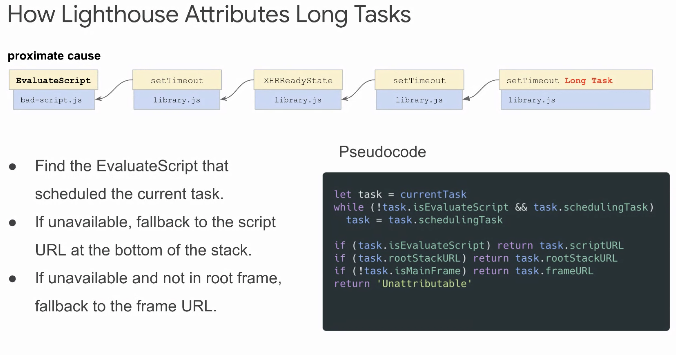 How Lighthouse Attributes Long Tasks
proximate cause
EvaluateScript
bad-script.js
setTimeout
library.js
XHRReadyState
library.js
setTimeout
library.js
setTimeout Long Task
library.js
● Find the EvaluateScript that
scheduled the current task.
● If unavailable, fallback to the script
URL at the bottom of the stack.
● If unavailable and not in root frame,
fallback to the frame URL.
Pseudocode
let task = currentTask
while (!task.isEvaluateScript && task.schedulingTask)
task = task.schedulingTask
if (task.isEvaluateScript) return task.scriptURL
if (task.rootStackURL) return task.rootStackURL
if (!task.isMainFrame) return task.frameURL
return 'Unattributable'